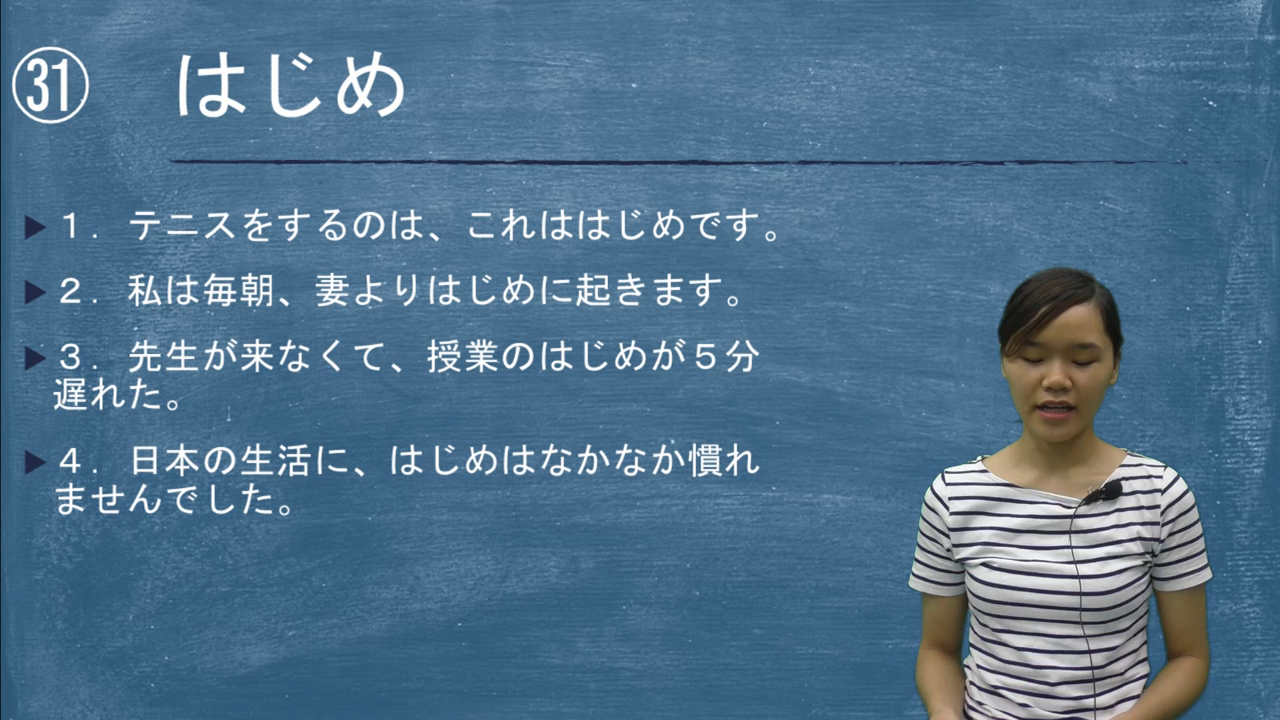 ㉛ はじめ
１．テニスをするのは、これははじめです。
２．私は毎朝、妻よりはじめに起きます。
３．先生が来なくて、授業のはじめが５分
遅れた。
４．日本の生活に、はじめはなかなか慣れ
ませんでした。